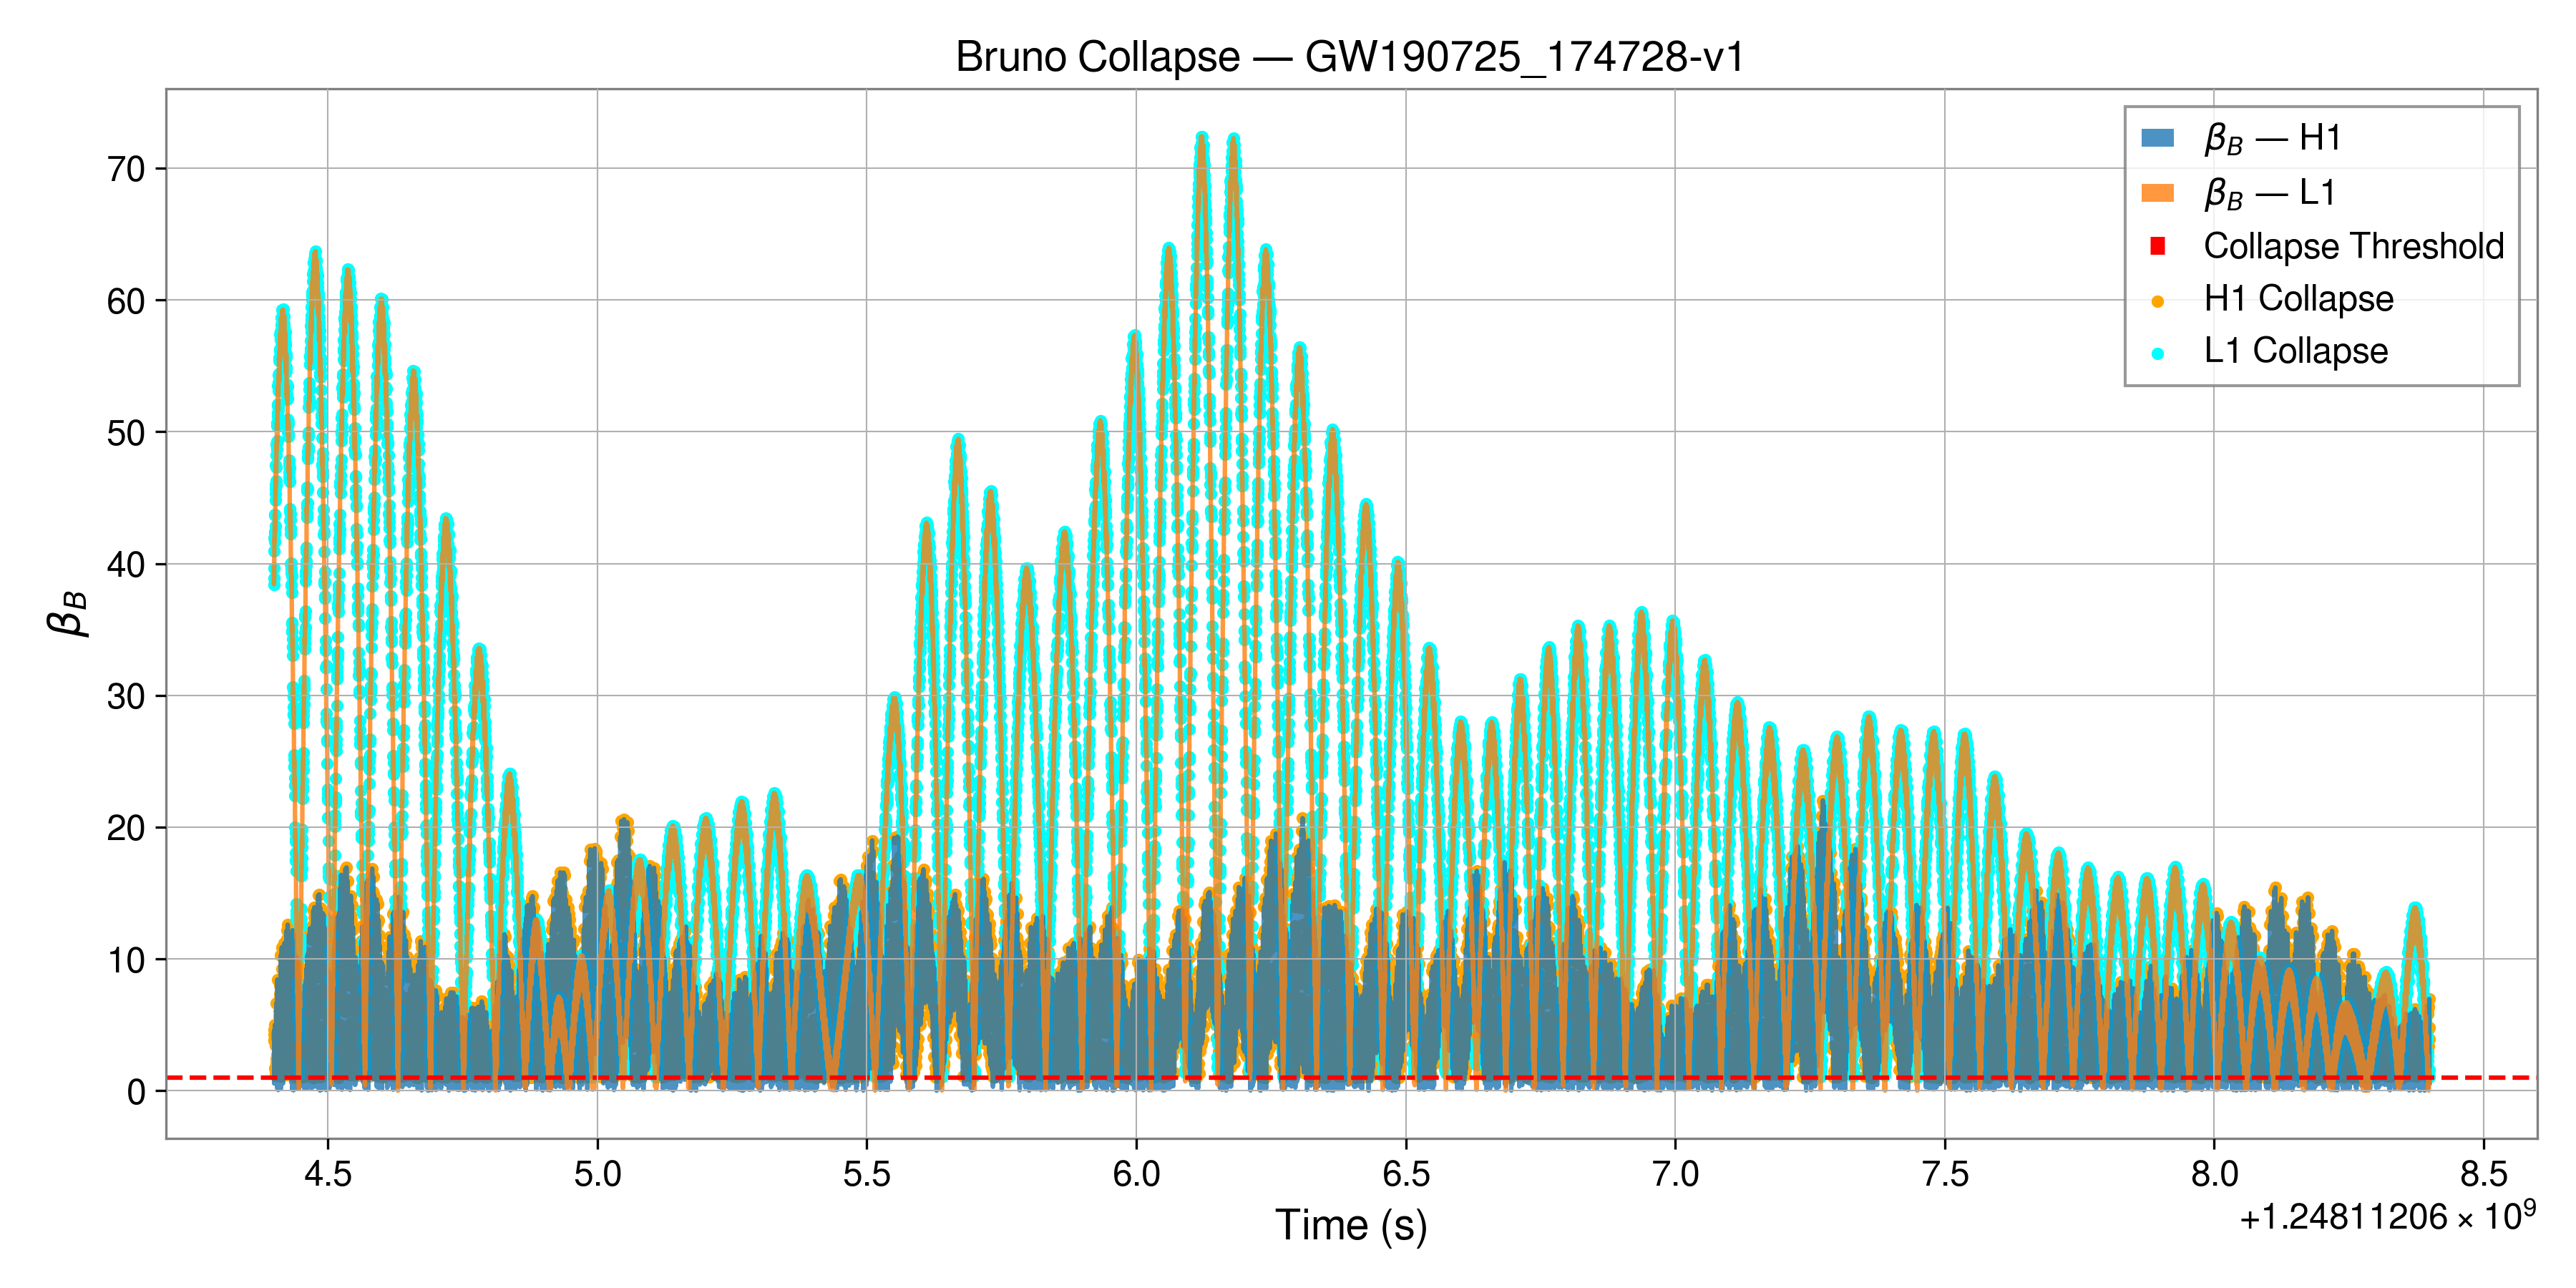 Bruno Collapse — GW190725_174728-v1
β_B — H1
β_B — L1
Collapse Threshold
H1 Collapse
L1 Collapse
70
60
50
40
30
20
10
0
β_B
4.5 5.0 5.5 6.0 6.5 7.0 7.5 8.0 8.5
+1.24811206 × 10⁹
Time (s)